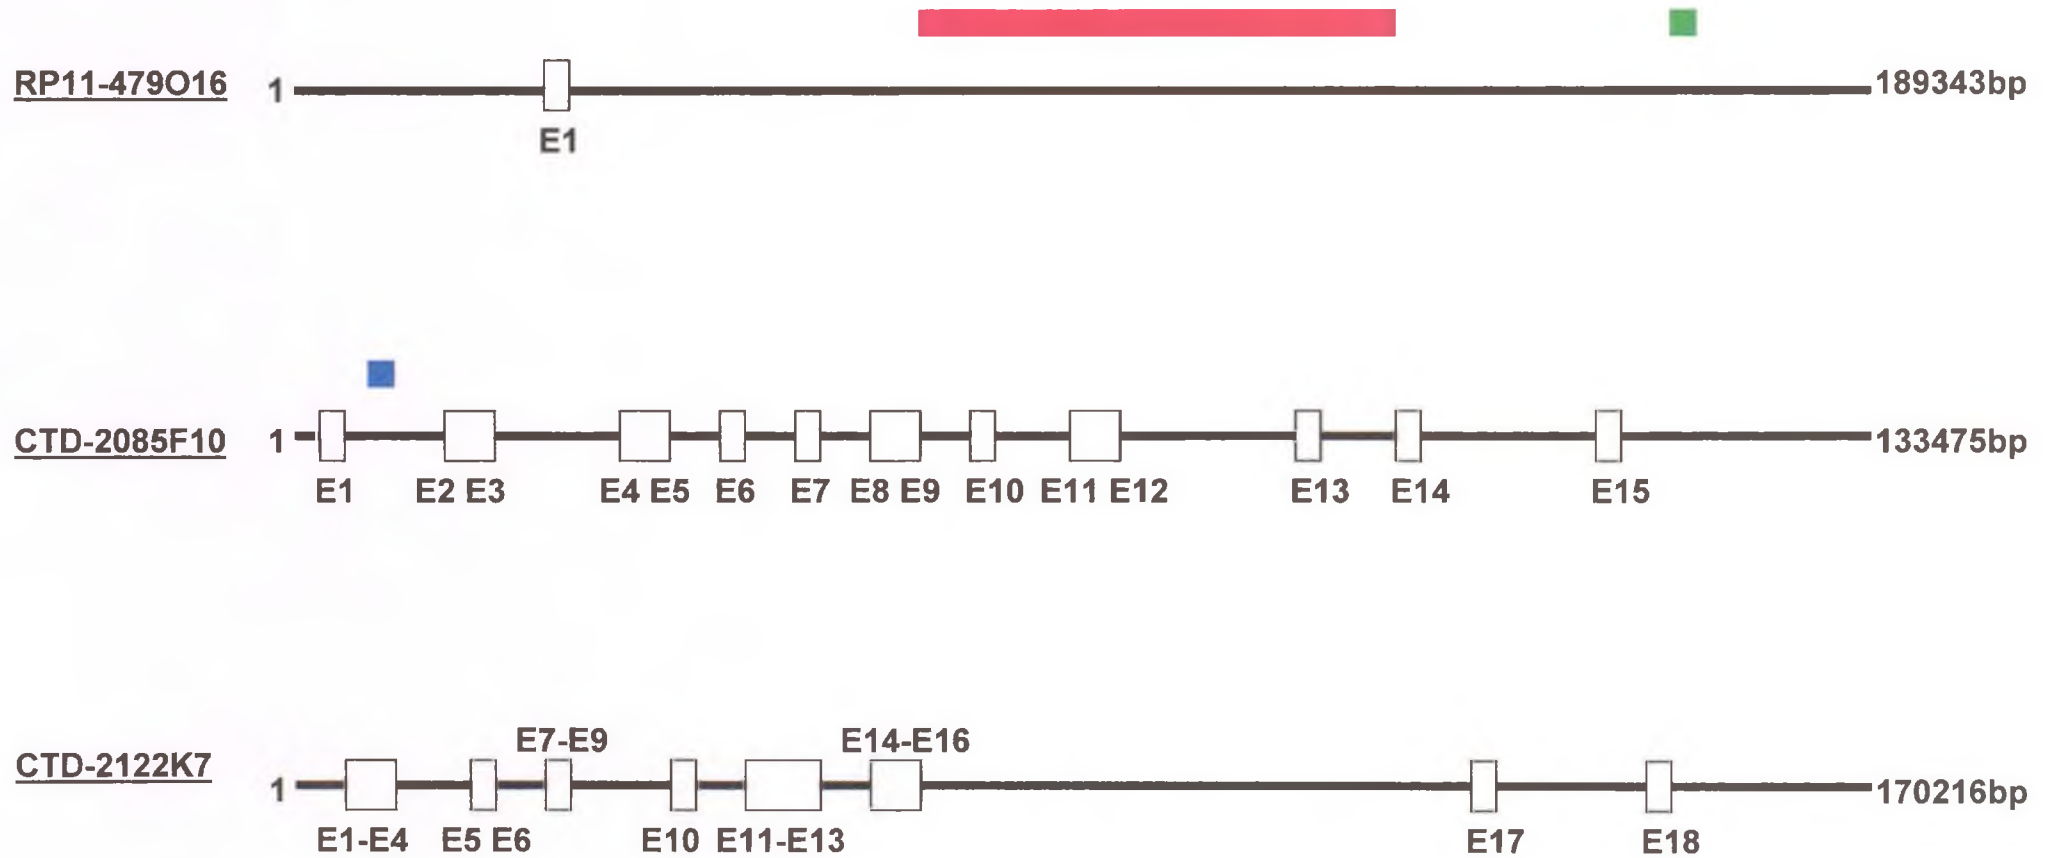 RP11-479O16 1 189343bp
E1
CTD-2085F10 1 133475bp
E1 E2 E3 E4 E5 E6 E7 E8 E9 E10 E11 E12 E13 E14 E15
E7-E9 E14-E16
CTD-2122K7 1 170216bp
E1-E4 E5 E6 E10 E11-E13 E17 E18